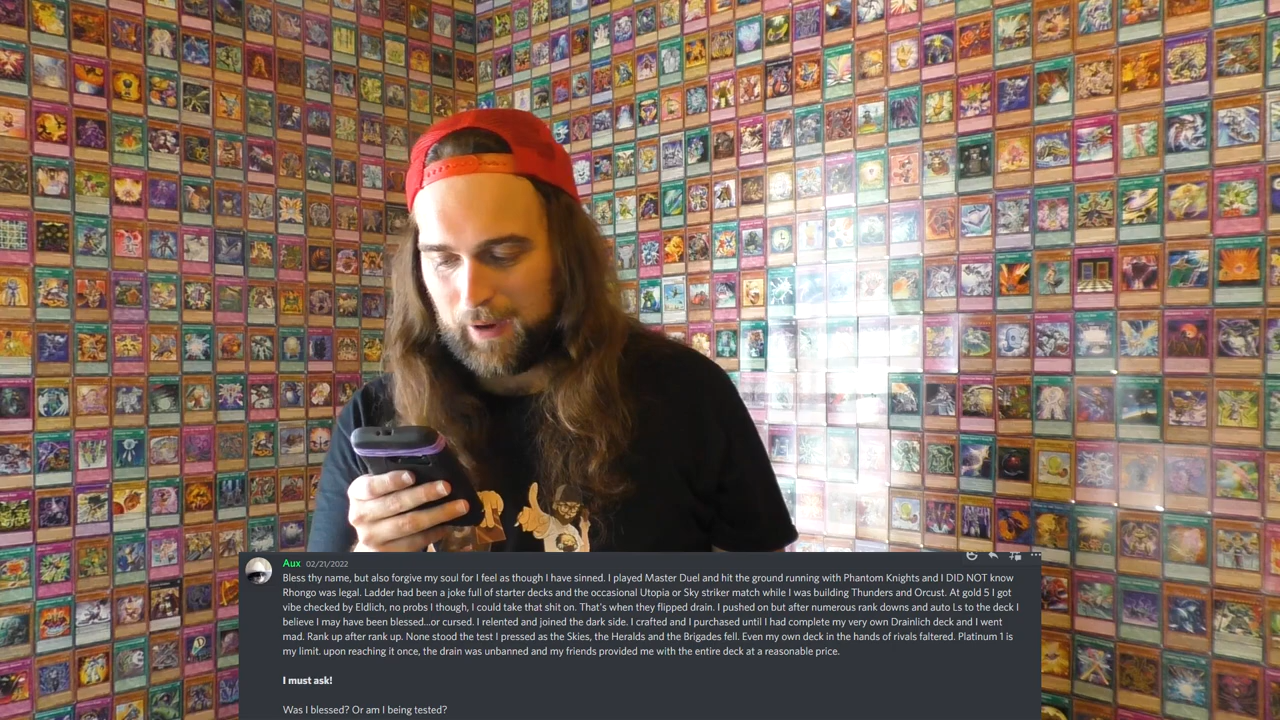 Aux 02/21/2022
Bless thy name, but also forgive my soul for I feel as though I have sinned. I played Master Duel and hit the ground running with Phantom Knights and I DID NOT know
Rhongo was legal. Ladder had been a joke full of starter decks and the occasional Utopia or Sky striker match while I was building Thunders and Orcust. At gold 5 I got
vibe checked by Eldlich, no probs I though, I could take that shit on. That's when they flipped drain. I pushed on but after numerous rank downs and auto Ls to the deck I
believe I may have been blessed...or cursed. I relented and joined the dark side. I crafted and I purchased until I had complete my very own Drainlich deck and I went
mad. Rank up after rank up. None stood the test I pressed as the Skies, the Heralds and the Brigades fell. Even my own deck in the hands of rivals faltered. Platinum 1 is
my limit. upon reaching it once, the drain was unbanned and my friends provided me with the entire deck at a reasonable price.
I must ask!
Was I blessed? Or am I being tested?